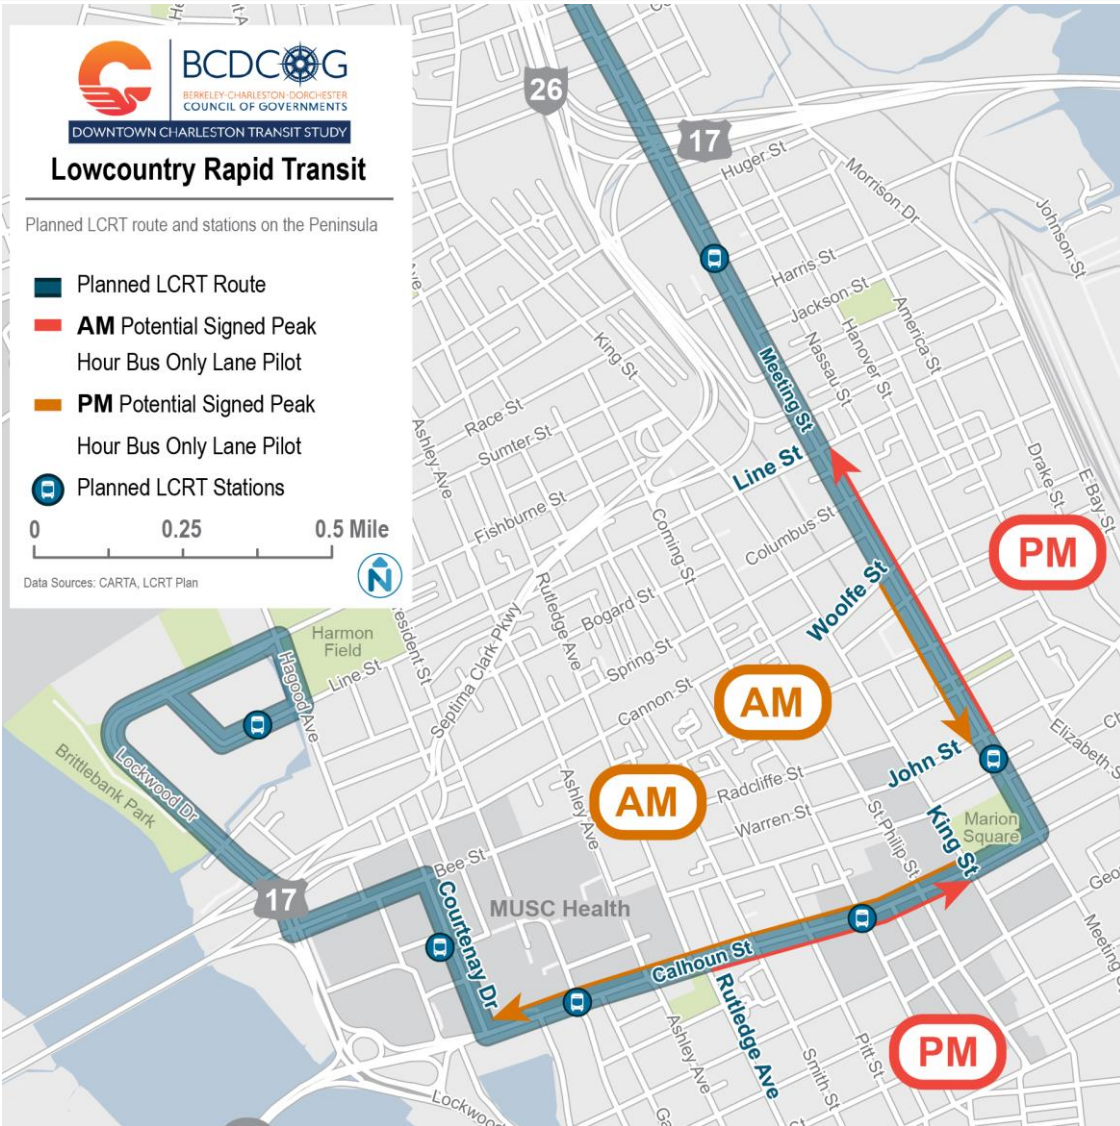 BCDCOG
BERKELEY-CHARLESTON-DORCHESTER
COUNCIL OF GOVERNMENTS
DOWNTOWN CHARLESTON TRANSIT STUDY
Lowcountry Rapid Transit
Planned LCRT route and stations on the Peninsula
Planned LCRT Route
AM Potential Signed Peak
Hour Bus Only Lane Pilot
PM Potential Signed Peak
Hour Bus Only Lane Pilot
Planned LCRT Stations
0 0.25 0.5 Mile
Data Sources: CARTA, LCRT Plan
N
26
17
Huger St
Morrison Dr
Johnson St
Harris St
Jackson St
America St
Hanover St
Nassau St
King St
Meeting St
Race St
Sumter St
Ashley Ave
Line St
Drake St
E Bay St
Fishburne St
Coming St
Columbus St
PM
Woolfe St
Rutledge Ave
Bogard St
Spring St
Cannon St
Septima Clark Pkwy
Harmon
Field
Line St
Hagood Ave
AM
Lockwood Dr
Brittlebank Park
John St
Elizabeth S
Ashley Ave
AM
Radcliffe St
Warren St
St Philip St
King St
Marion
Square
Bee St
17
Courtenay Dr
MUSC Health
Calhoun St
Geo
Meeting
Rutledge Ave
Ashley Ave
Smith St
Pitt St
PM
Lockwoo